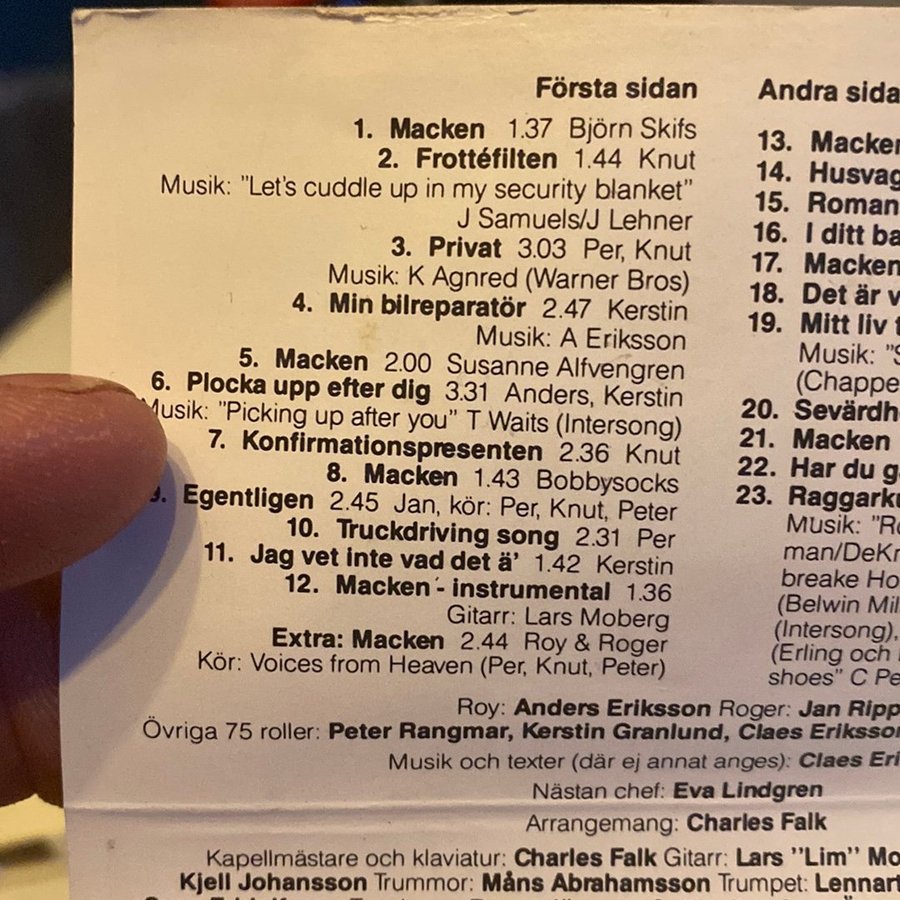 Första sidan
1. Macken 1.37 Björn Skifs
2. Frottéfilten 1.44 Knut
Musik: "Let's cuddle up in my security blanket"
J Samuels/J Lehner
3. Privat 3.03 Per, Knut
Musik: K Agnred (Warner Bros)
4. Min bilreparatör 2.47 Kerstin
Musik: A Eriksson
5. Macken 2.00 Susanne Alfvengren
6. Plocka upp efter dig 3.31 Anders, Kerstin
Musik: "Picking up after you" T Waits (Intersong)
7. Konfirmationspresenten 2.36 Knut
8. Macken 1.43 Bobbysocks
9. Egentligen 2.45 Jan, kör: Per, Knut, Peter
10. Truckdriving song 2.31 Per
11. Jag vet inte vad det ä' 1.42 Kerstin
12. Macken - instrumental 1.36
Gitarr: Lars Moberg
Extra: Macken 2.44 Roy & Roger
Kör: Voices from Heaven (Per, Knut, Peter)
Andra sida
13. Macken
14. Husvag
15. Roman
16. I ditt ba
17. Macken
18. Det är v
19. Mitt liv
Musik: "S
(Chappe
20. Sevärdh
21. Macken
22. Har du g
23. Raggarku
Musik: "Ro
man/DeKn
breake Ho
(Belwin Mil
(Intersong),
(Erling och
shoes" C Pe
Roy: Anders Eriksson Roger: Jan Ripp
Övriga 75 roller: Peter Rangmar, Kerstin Granlund, Claes Eriksson
Musik och texter (där ej annat anges): Claes Eri
Nästan chef: Eva Lindgren
Arrangemang: Charles Falk
Kapellmästare och klaviatur: Charles Falk Gitarr: Lars "Lim" Mo
Kjell Johansson Trummor: Måns Abrahamsson Trumpet: Lennart